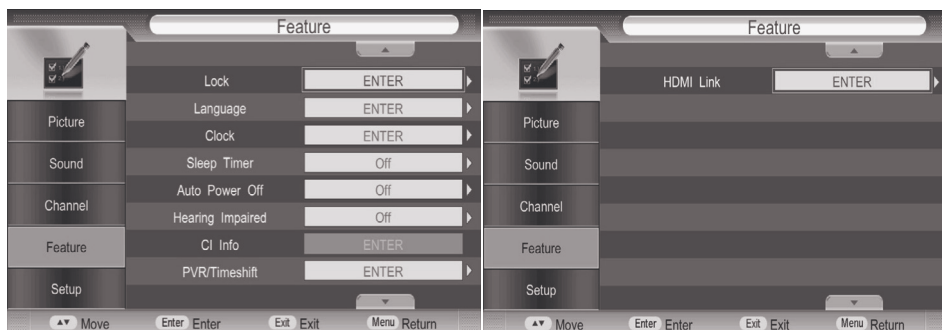 Feature
Lock ENTER
Language ENTER
Picture
Clock ENTER
Sound
Sleep Timer Off
Auto Power Off Off
Channel
Hearing Impaired Off
Feature
CI Info ENTER
PVR/Timeshift ENTER
Setup
Move Enter Enter Exit Exit Menu Return
Feature
HDMI Link ENTER
Picture
Sound
Channel
Feature
Setup
Move Enter Enter Exit Exit Menu Return